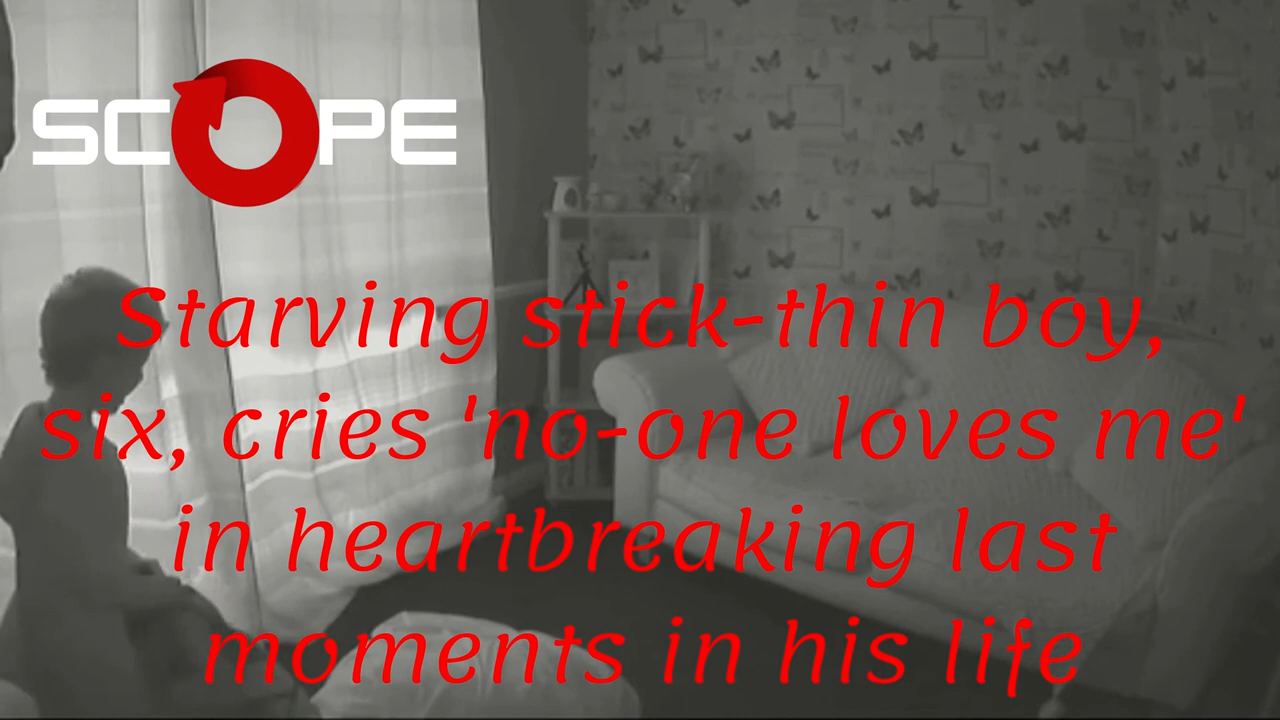 SCOPE
Starving stick-thin boy,
six, cries 'no-one loves me'
in heartbreaking last
moments in his life